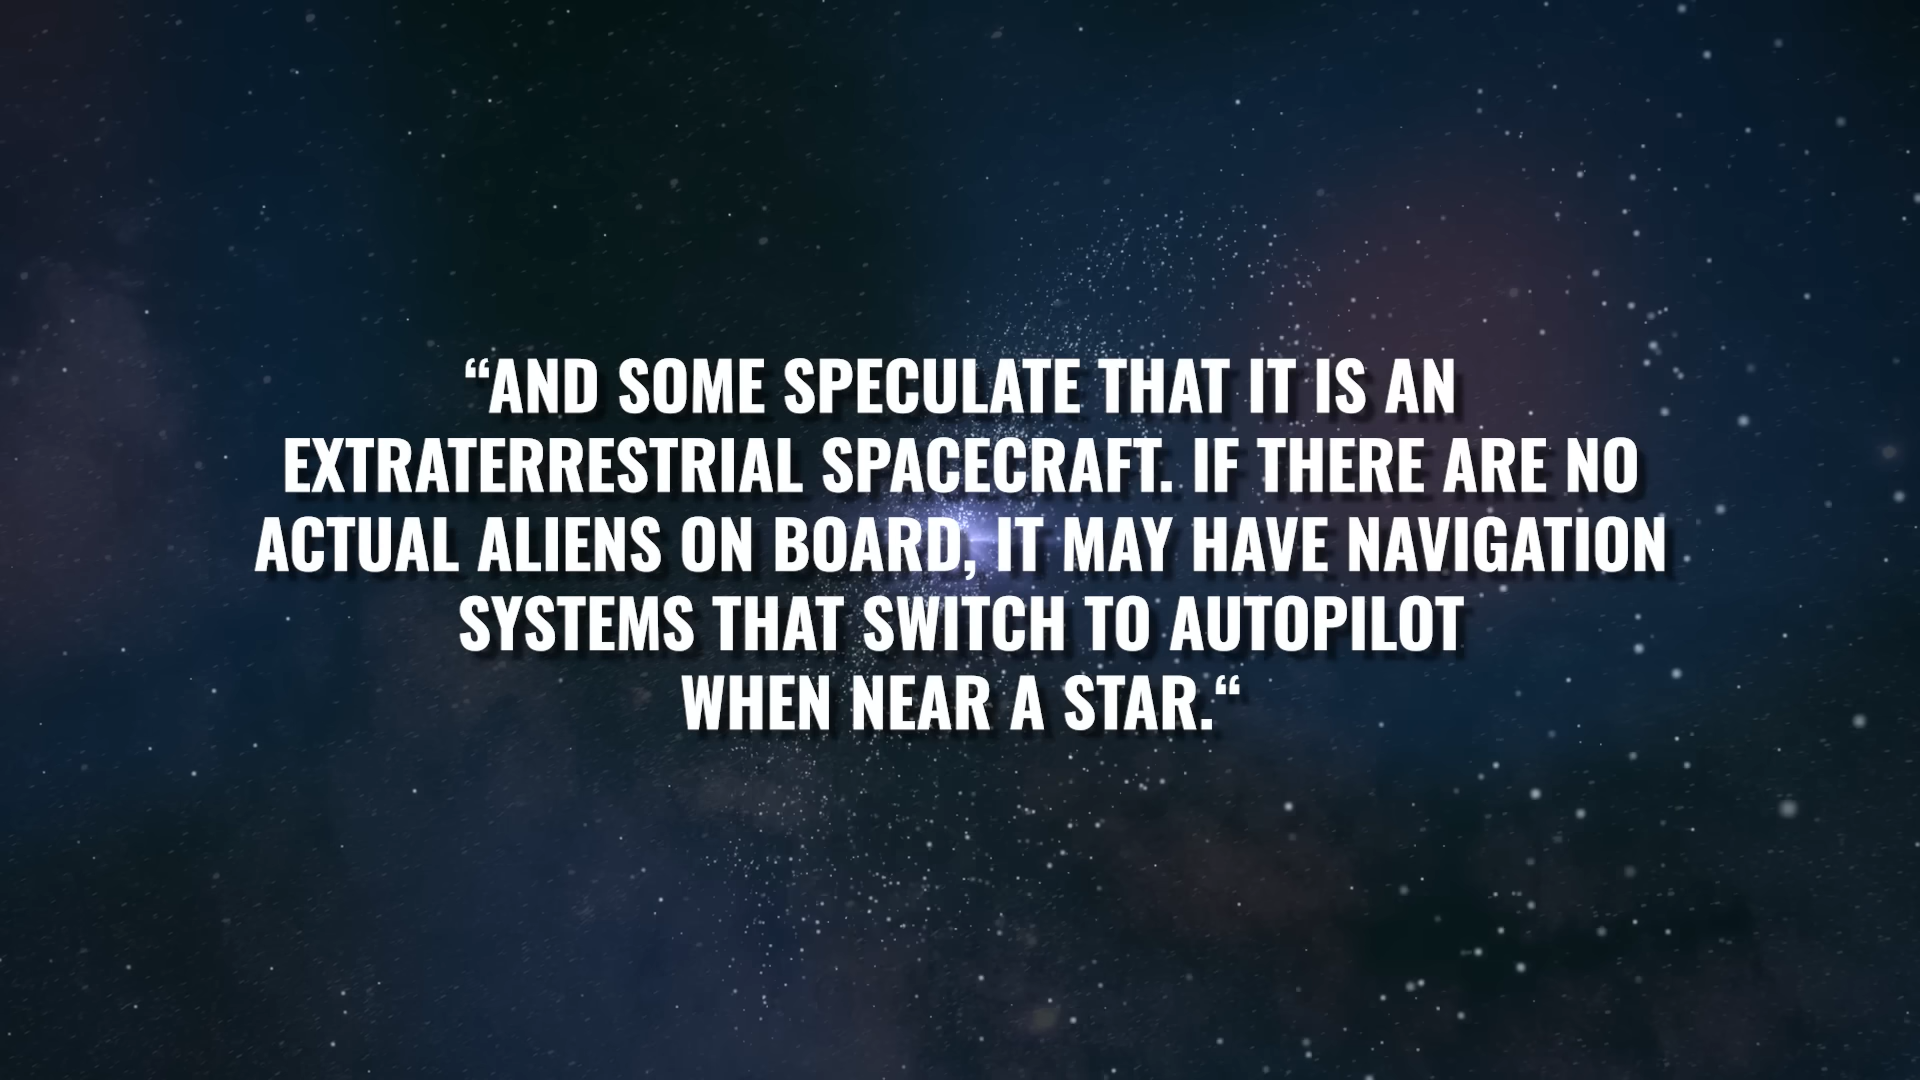 “AND SOME SPECULATE THAT IT IS AN
EXTRATERRESTRIAL SPACECRAFT. IF THERE ARE NO
ACTUAL ALIENS ON BOARD, IT MAY HAVE NAVIGATION
SYSTEMS THAT SWITCH TO AUTOPILOT
WHEN NEAR A STAR.“